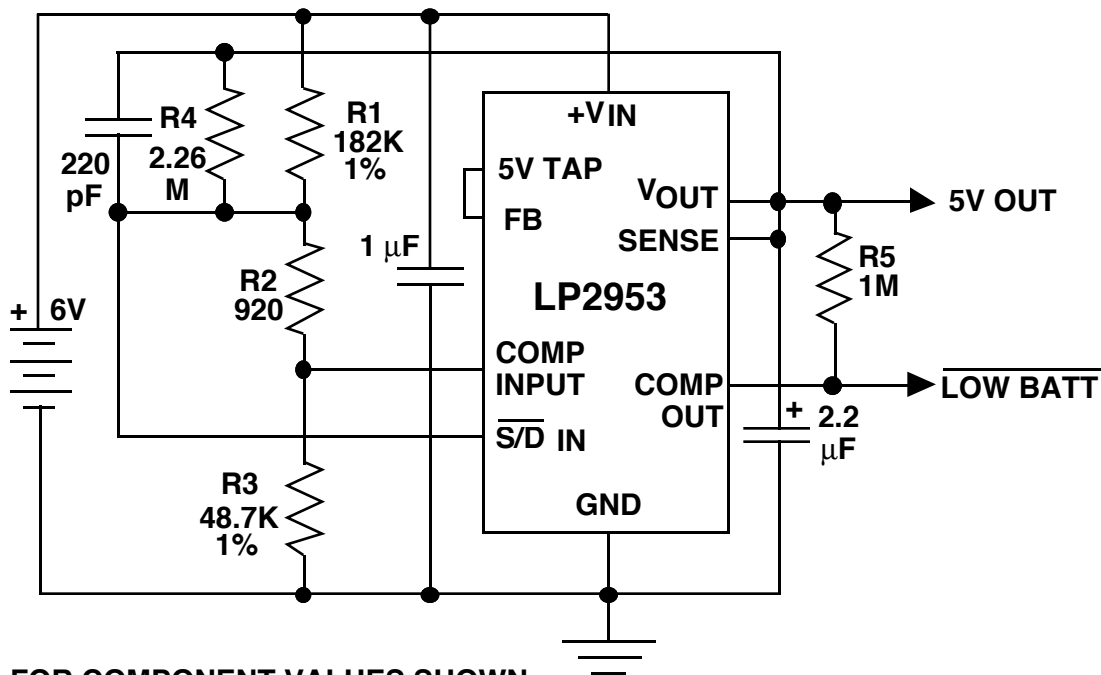 R4
2.26
M
220
pF
R1
182K
1%
+VIN
5V TAP
FB
VOUT
SENSE
5V OUT
1 μF
R2
920
LP2953
R5
1M
+ 6V
COMP
INPUT
COMP
OUT
LOW BATT
+ 2.2
μF
S/D IN
R3
48.7K
1%
GND
FOR COMPONENT VALUES SHOWN